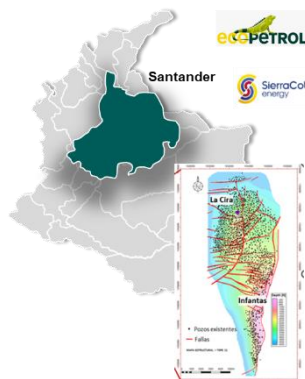 ecoPETROL
Santander
SierraCol
energy
La Cira
Infantas
Pozos existentes
Fallas